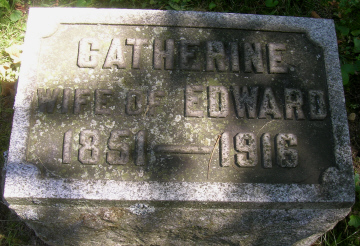 CATHERINE
WIFE OF EDWARD
1851-1916